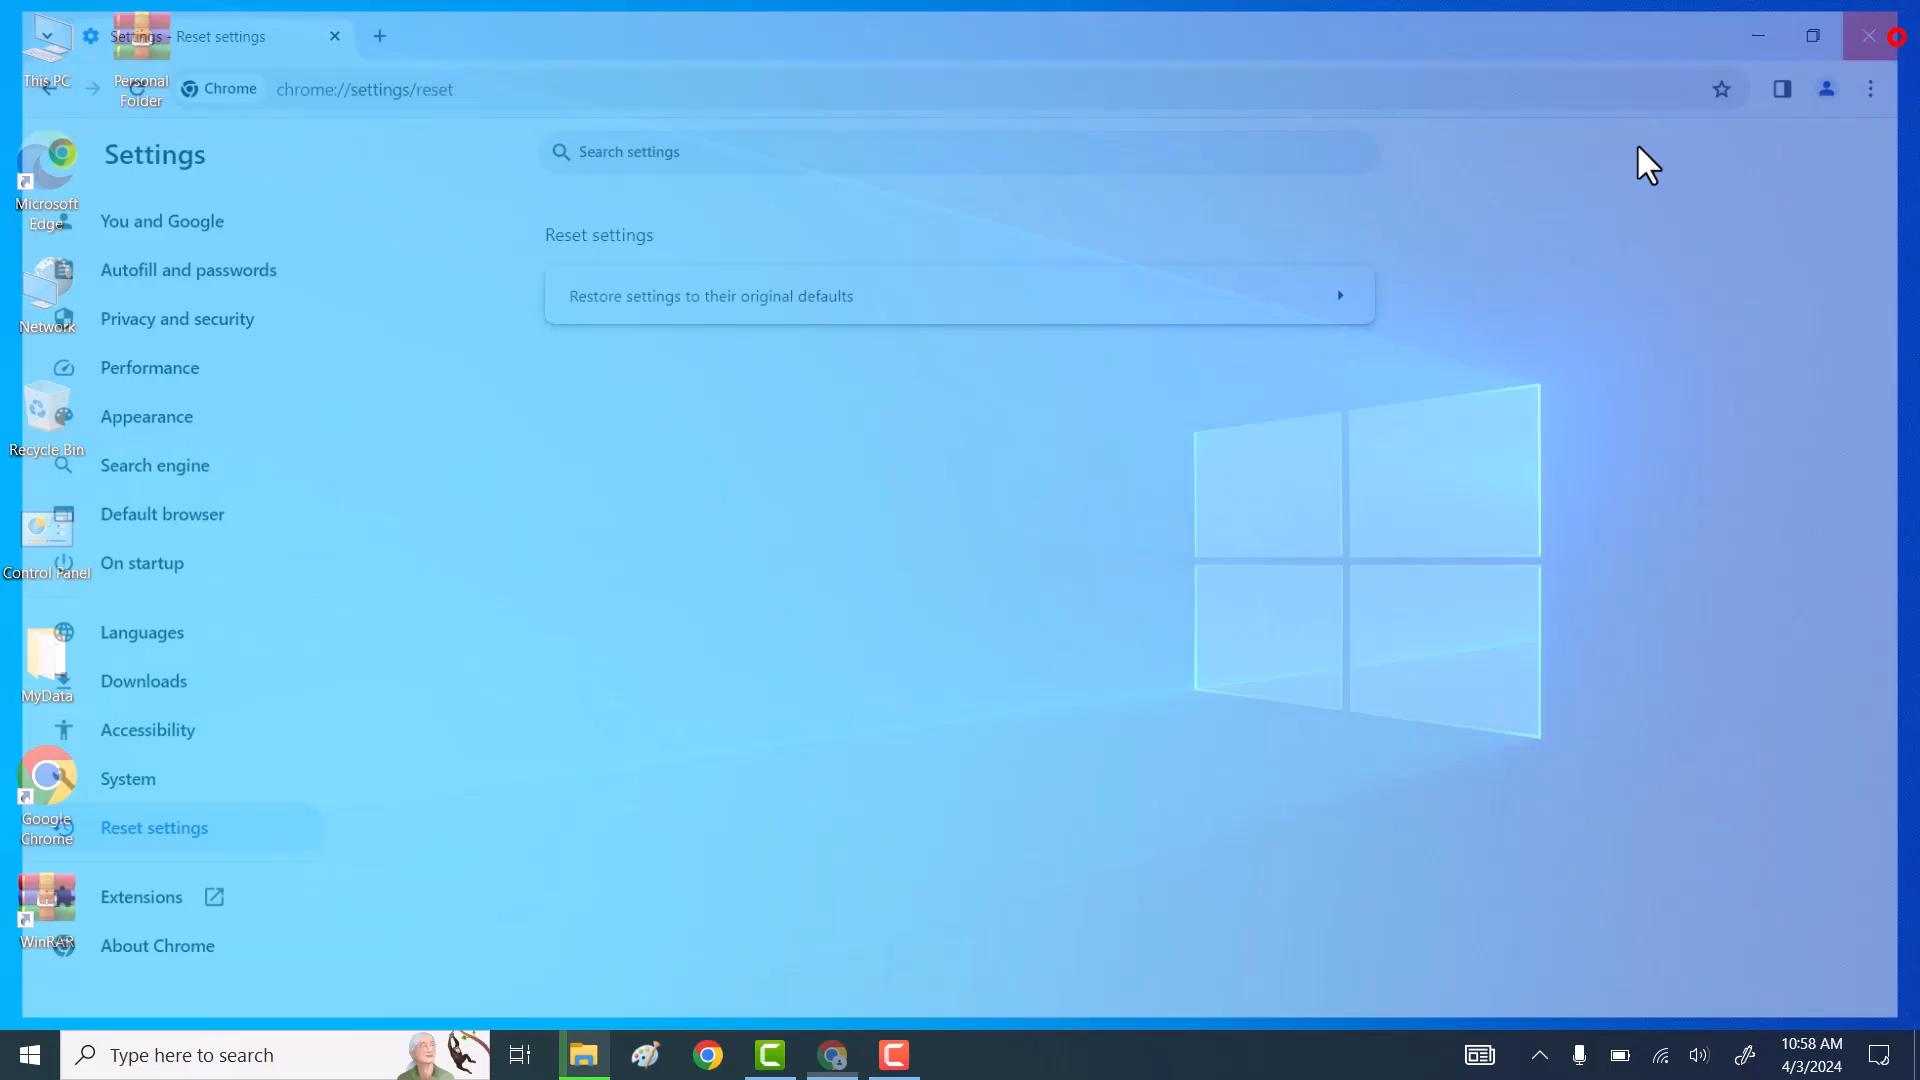 Settings - Reset settings
Chrome
chrome://settings/reset
This PC
Personal
Folder
Microsoft
Edge
Network
Recycle Bin
Control Panel
MyData
Google
Chrome
WinRAR
Settings
Search settings
You and Google
Autofill and passwords
Privacy and security
Performance
Appearance
Search engine
Default browser
On startup
Languages
Downloads
Accessibility
System
Reset settings
Extensions
About Chrome
Reset settings
Restore settings to their original defaults
Type here to search
10:58 AM
4/3/2024